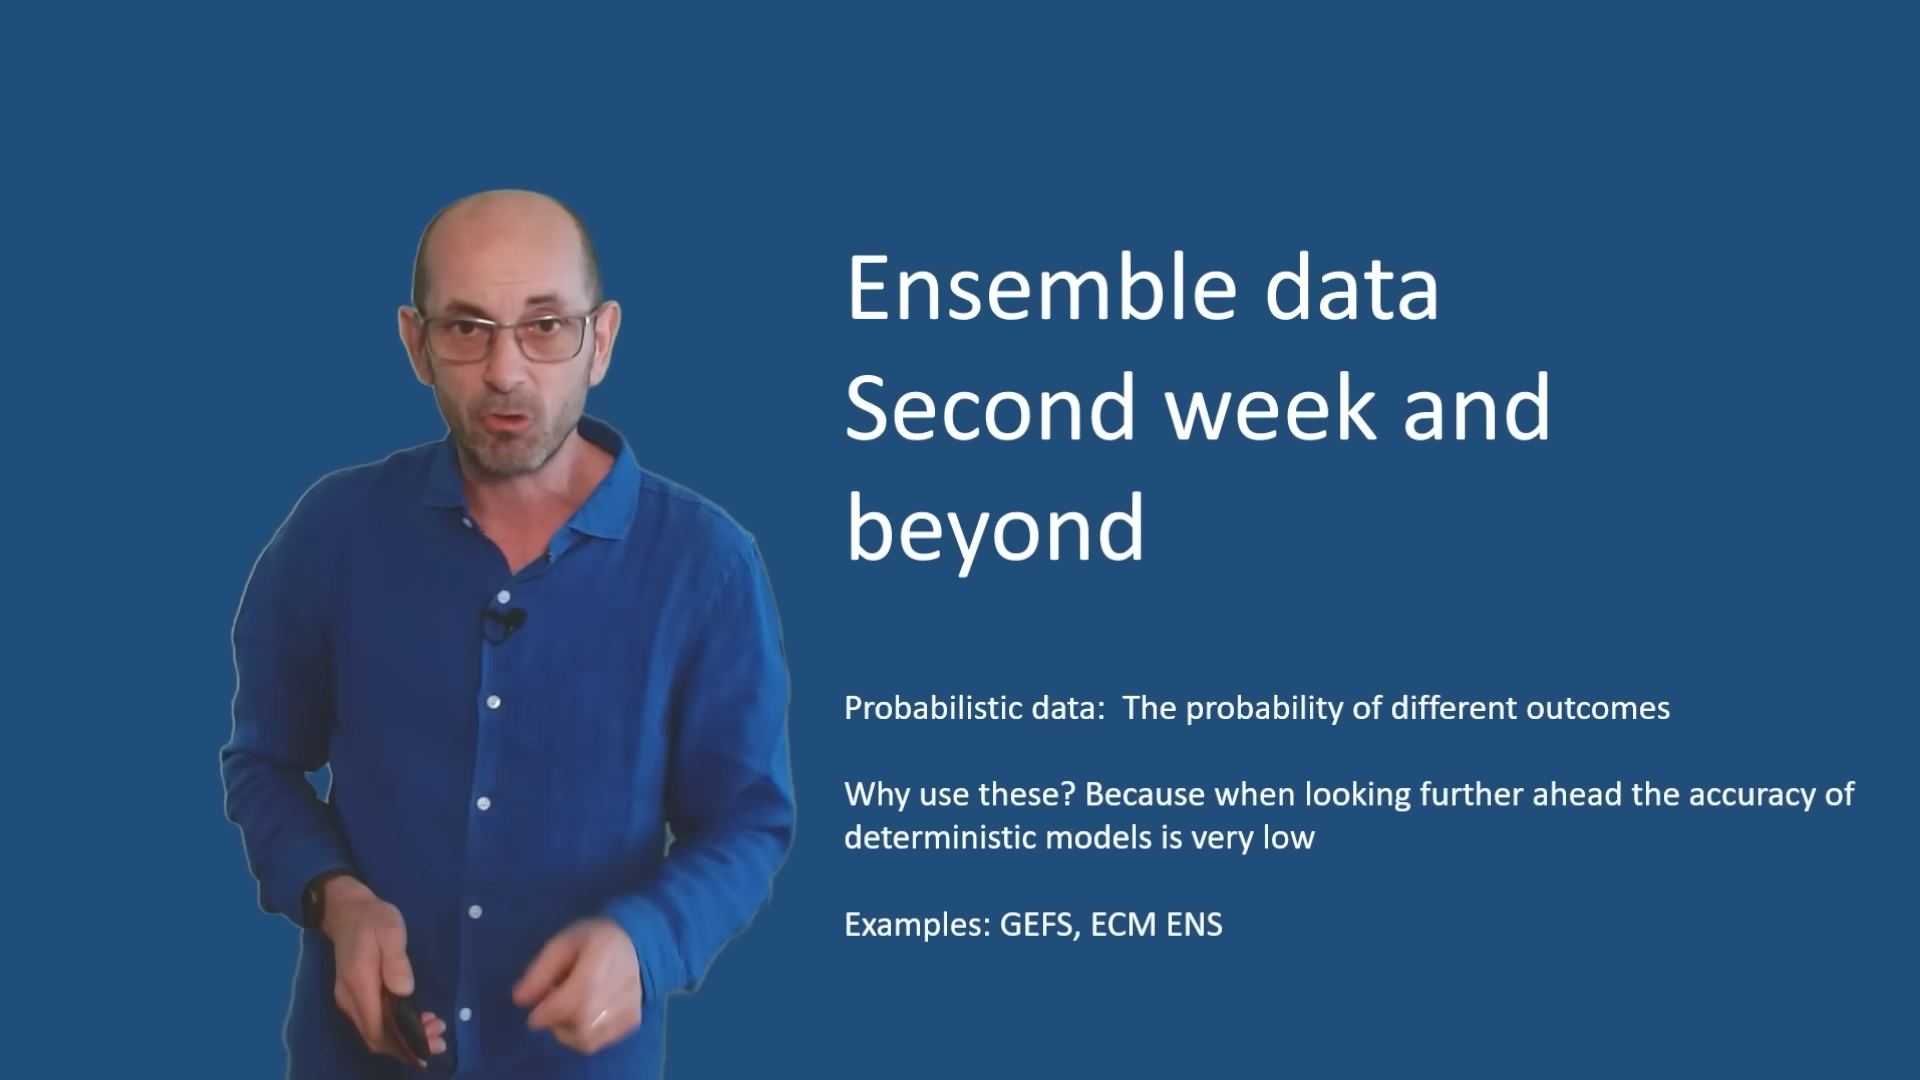 Ensemble data
Second week and
beyond
Probabilistic data:  The probability of different outcomes
Why use these? Because when looking further ahead the accuracy of
deterministic models is very low
Examples: GEFS, ECM ENS